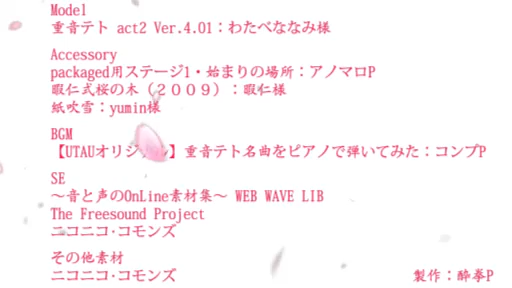 Model
重音テト act2 Ver.4.01：わたべななみ様
Accessory
packaged用ステージ1・始まりの場所：アノマロP
暇仁式桜の木（２００９）：暇仁様
紙吹雪：yumin様
BGM
【UTAUオリジ 】重音テト名曲をピアノで弾いてみた：コンプP
SE
～音と声のOnLine素材集～ WEB WAVE LIB
The Freesound Project
ニコニコ・コモンズ
その他素材
ニコニコ・コモンズ
製作：酔拳P